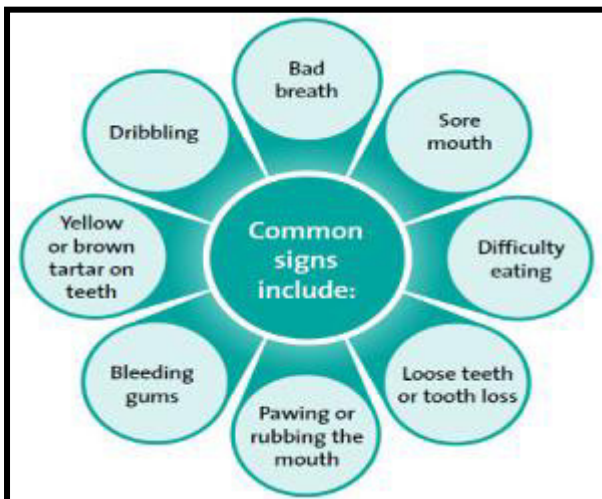 Common
signs
include:
Bad
breath
Sore
mouth
Difficulty
eating
Loose teeth
or tooth loss
Pawing or
rubbing the
mouth
Bleeding
gums
Yellow
or brown
tartar on
teeth
Dribbling